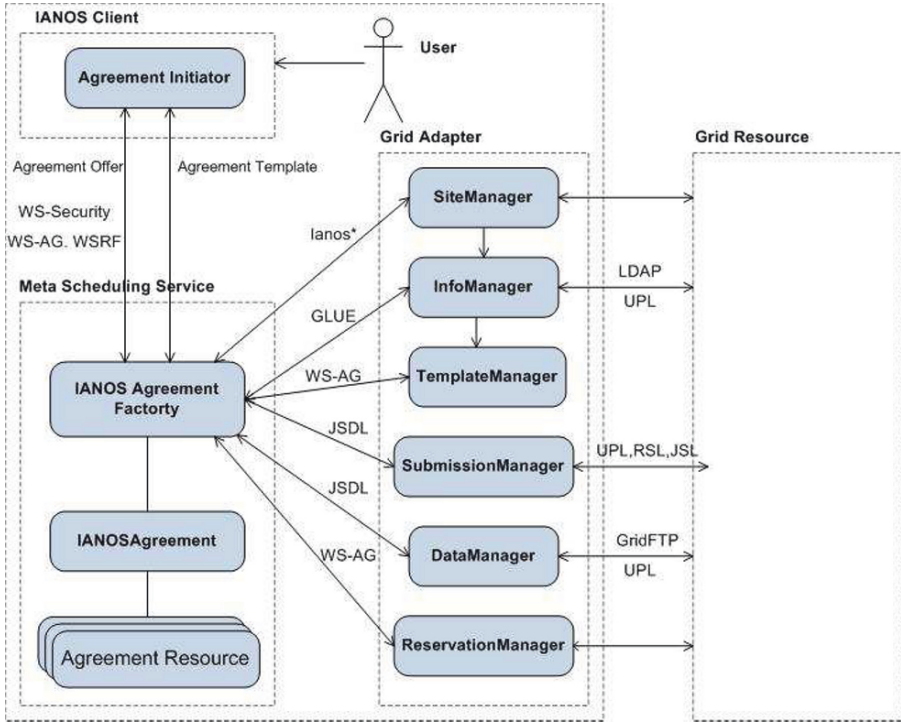 IANOS Client
User
Agreement Initiator
Grid Adapter
Grid Resource
Agreement Offer
Agreement Template
SiteManager
WS-Security
Ianos*
WS-AG. WSRF
LDAP
Meta Scheduling Service
InfoManager
GLUE
UPL
WS-AG
TemplateManager
IANOS Agreement
Factorty
JSDL
SubmissionManager
UPL,RSL,JSL
JSDL
IANOSAgreement
WS-AG
DataManager
GridFTP
UPL
ReservationManager
Agreement Resource